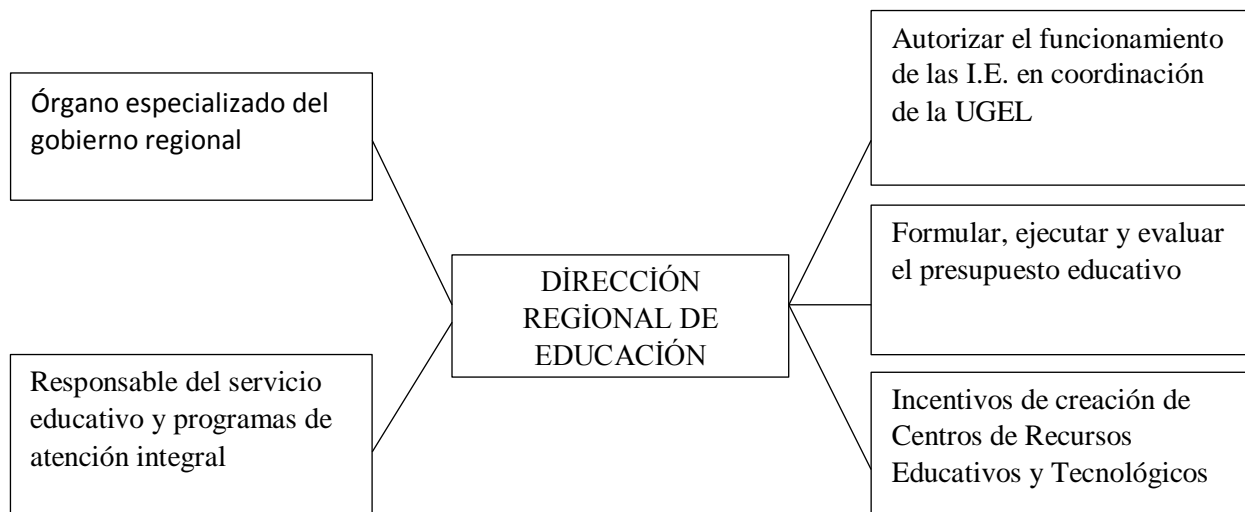 Órgano especializado del
gobierno regional
Responsable del servicio
educativo y programas de
atención integral
DİRECCİÓN
REGİONAL DE
EDUCACİÓN
Autorizar el funcionamiento
de las I.E. en coordinación
de la UGEL
Formular, ejecutar y evaluar
el presupuesto educativo
Incentivos de creación de
Centros de Recursos
Educativos y Tecnológicos